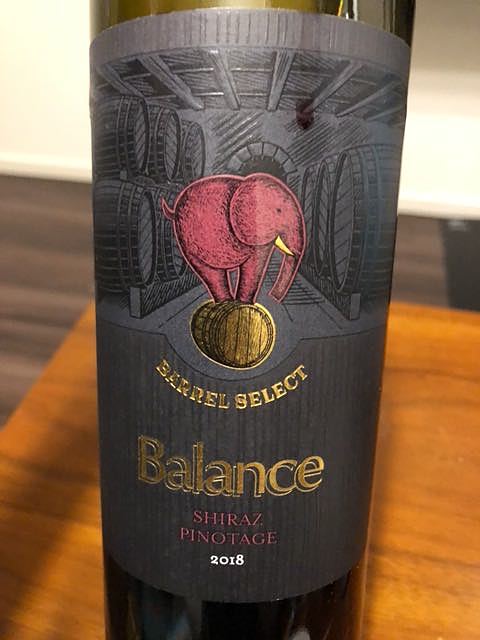 BARREL SELECT
Balance
SHIRAZ
PINOTAGE
2018